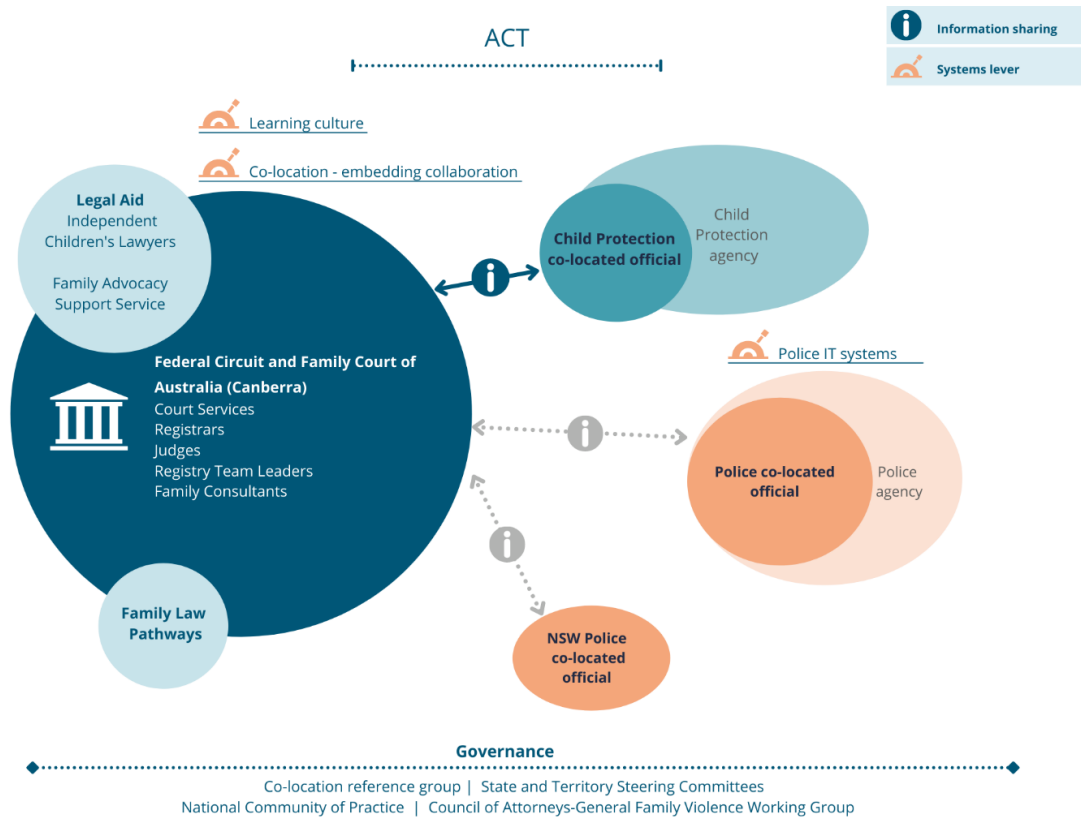 ACT
Information sharing
Systems lever
Learning culture
Co-location - embedding collaboration
Legal Aid
Independent
Children's Lawyers
Family Advocacy
Support Service
Child Protection
co-located official
Child
Protection
agency
Federal Circuit and Family Court of
Australia (Canberra)
Court Services
Registrars
Judges
Registry Team Leaders
Family Consultants
Police IT systems
Police co-located
official
Police
agency
Family Law
Pathways
NSW Police
co-located
official
Governance
Co-location reference group | State and Territory Steering Committees
National Community of Practice | Council of Attorneys-General Family Violence Working Group